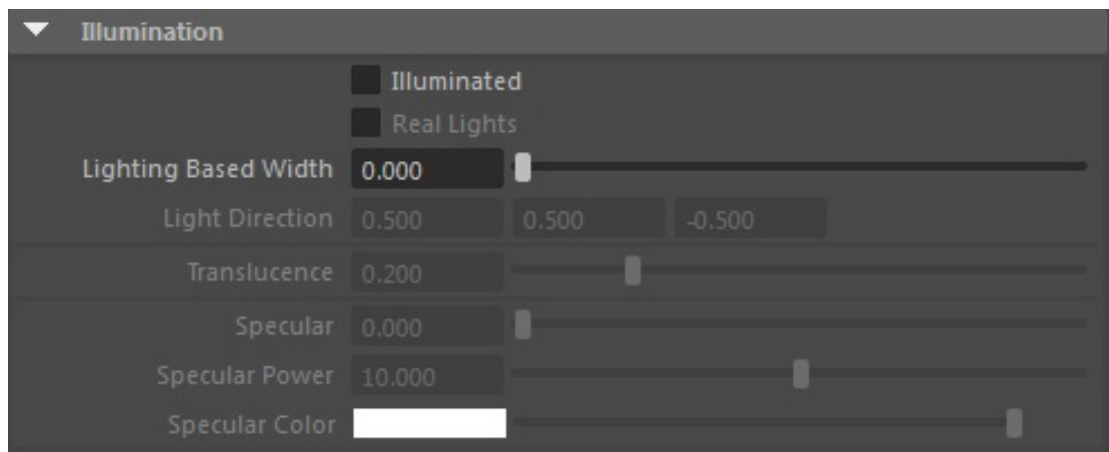 Illumination
Illuminated
Real Lights
Lighting Based Width 0.000
Light Direction 0.500 0.500 -0.500
Translucence 0.200
Specular 0.000
Specular Power 10.000
Specular Color